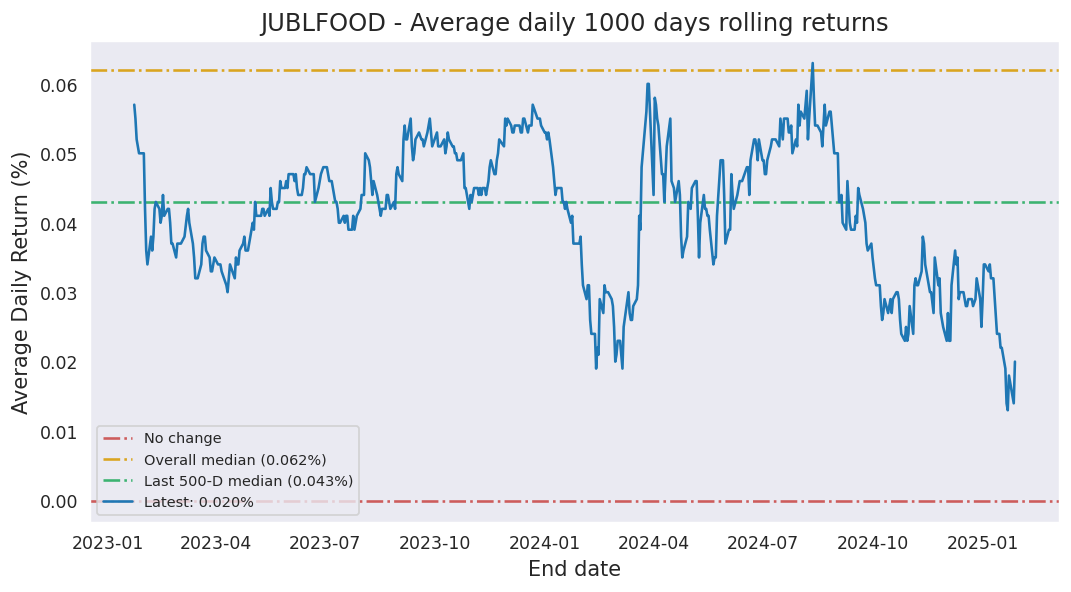 JUBLFOOD - Average daily 1000 days rolling returns
Average Daily Return (%)
0.06
0.05
0.04
0.03
0.02
0.01
0.00
No change
Overall median (0.062%)
Last 500-D median (0.043%)
Latest: 0.020%
2023-01 2023-04 2023-07 2023-10 2024-01 2024-04 2024-07 2024-10 2025-01
End date